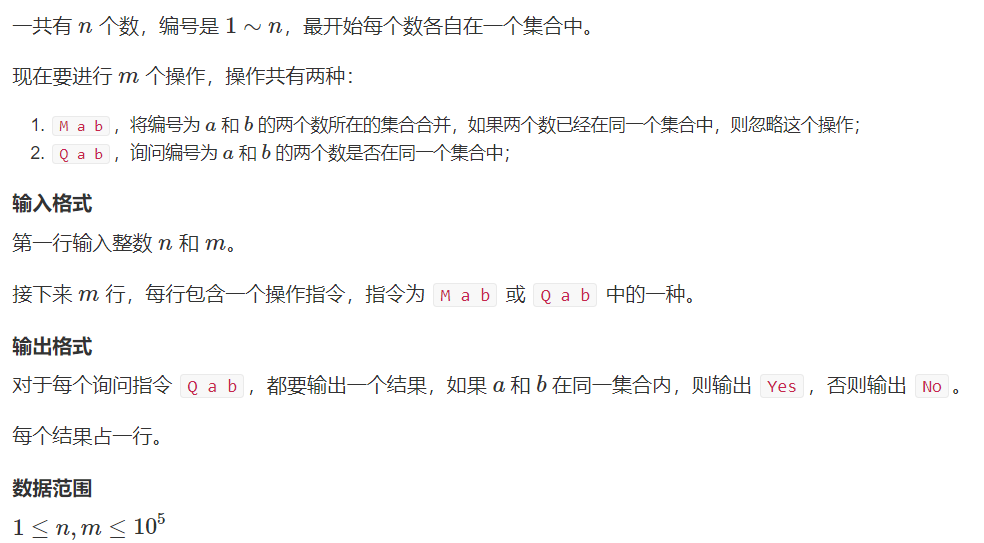 一共有 n 个数，编号是 1 ∼ n，最开始每个数各自在一个集合中。
现在要进行 m 个操作，操作共有两种：
1. M a b，将编号为 a 和 b 的两个数所在的集合合并，如果两个数已经在同一个集合中，则忽略这个操作；
2. Q a b，询问编号为 a 和 b 的两个数是否在同一个集合中；
输入格式
第一行输入整数 n 和 m。
接下来 m 行，每行包含一个操作指令，指令为 M a b 或 Q a b 中的一种。
输出格式
对于每个询问指令 Q a b，都要输出一个结果，如果 a 和 b 在同一集合内，则输出 Yes，否则输出 No。
每个结果占一行。
数据范围
1 ≤ n, m ≤ 10⁵